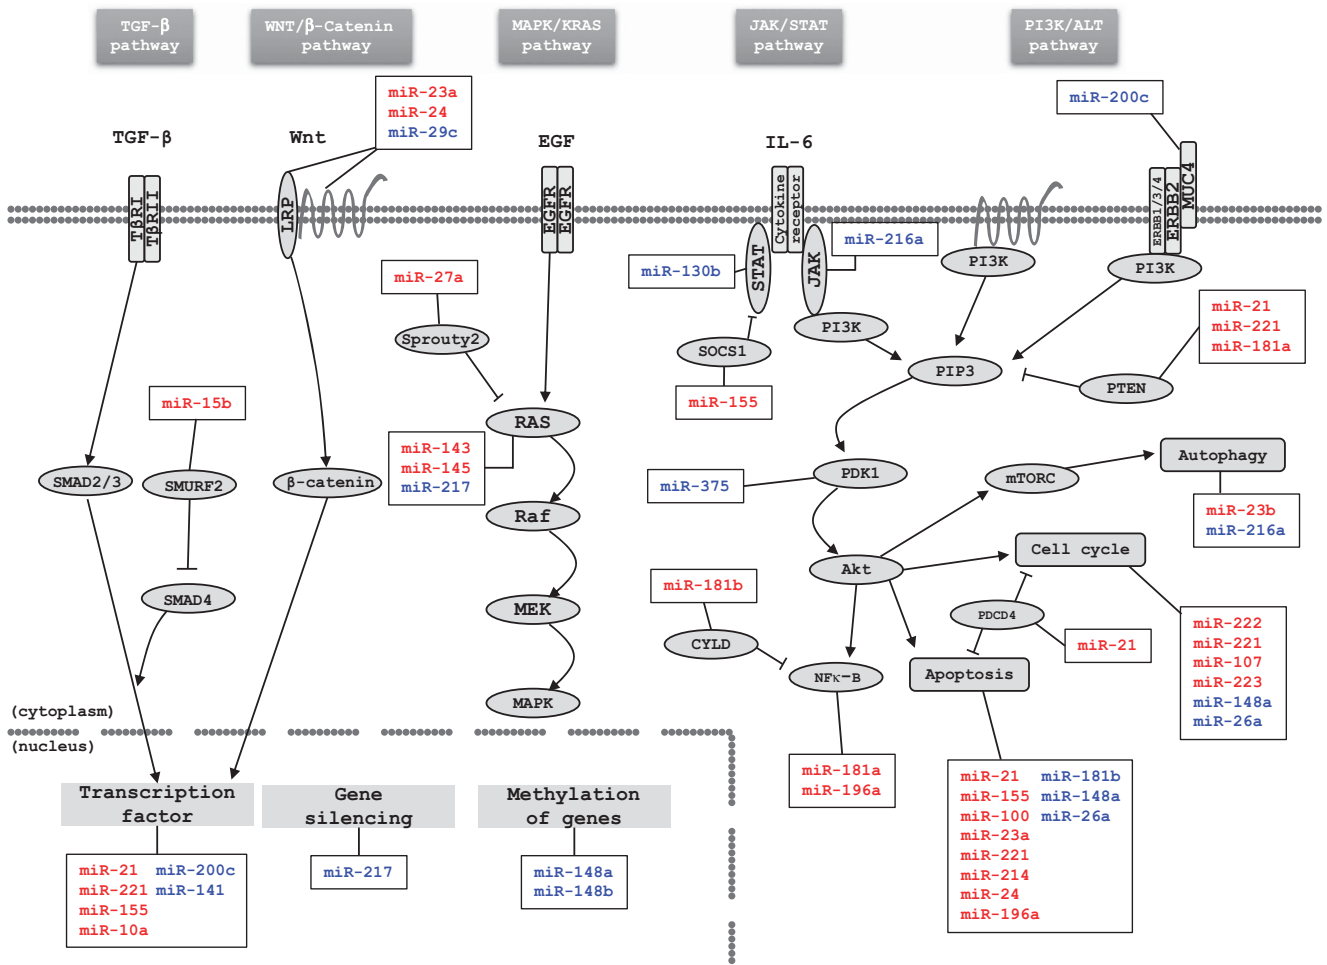 TGF-β
pathway
WNT/β-Catenin
pathway
MAPK/KRAS
pathway
JAK/STAT
pathway
PI3K/ALT
pathway
miR-23a
miR-24
miR-29c
miR-200c
TGF-β
Wnt
EGF
IL-6
TβRI
TβRII
LRP
EGFR
EGFR
Cytokine
receptor
STAT
JAK
ERBB1/3/4
ERBB2
MUC4
miR-216a
miR-130b
PI3K
PI3K
miR-27a
miR-21
miR-221
miR-181a
Sprouty2
PI3K
SOCS1
PIP3
PTEN
miR-15b
miR-155
RAS
miR-143
miR-145
miR-217
Autophagy
SMAD2/3
SMURF2
β-catenin
miR-375
PDK1
mTORC
Raf
miR-23b
miR-216a
Cell cycle
Akt
miR-181b
SMAD4
MEK
PDCD4
miR-222
miR-221
miR-107
miR-223
miR-148a
miR-26a
CYLD
miR-21
NFκ-B
Apoptosis
MAPK
(cytoplasm)
(nucleus)
miR-181a
miR-196a
miR-21 miR-181b
miR-155 miR-148a
miR-100 miR-26a
miR-23a
miR-221
miR-214
miR-24
miR-196a
Transcription
factor
Gene
silencing
Methylation
of genes
miR-21 miR-200c
miR-221 miR-141
miR-155
miR-10a
miR-217
miR-148a
miR-148b